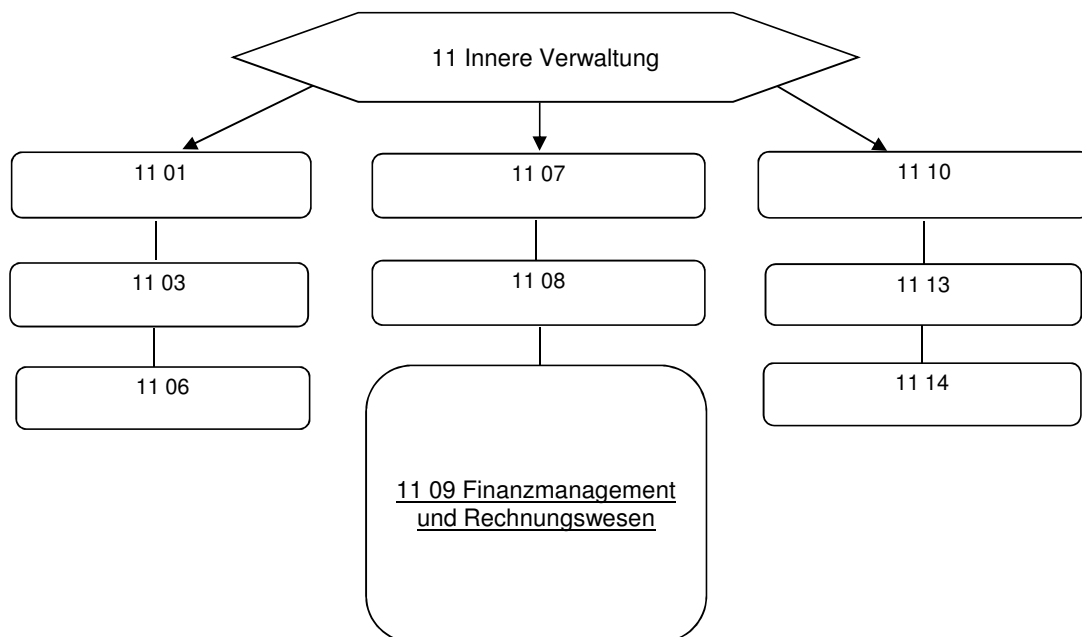 11 Innere Verwaltung
11 01
11 07
11 10
11 03
11 08
11 13
11 06
11 14
11 09 Finanzmanagement
und Rechnungswesen